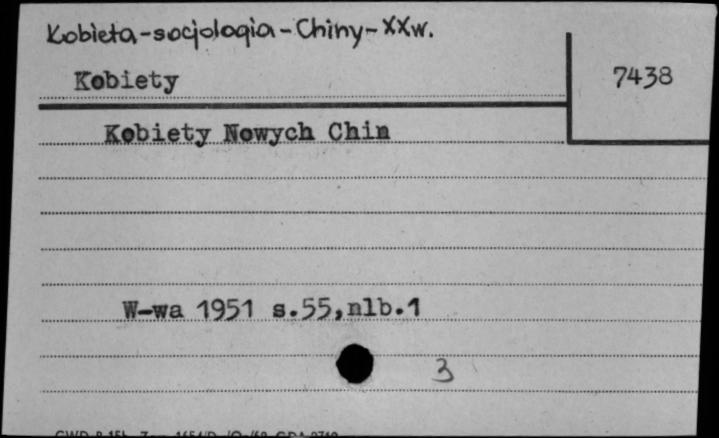 Kobieta-socjologia-Chiny-XXw.
Kobiety
7438
Kobiety Nowych Chin
W-wa 1951 s.55,nlb.1
3